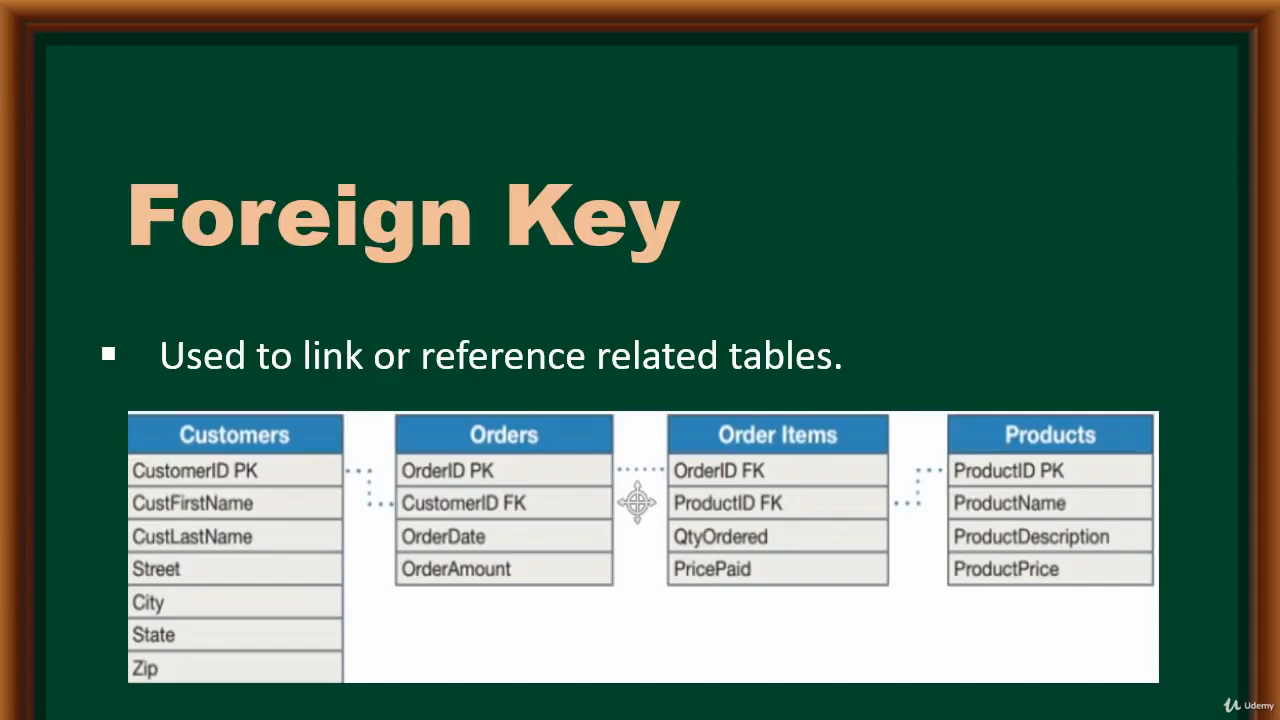 Foreign Key
▪ Used to link or reference related tables.
Customers
CustomerID PK
CustFirstName
CustLastName
Street
City
State
Zip
Orders
OrderID PK
CustomerID FK
OrderDate
OrderAmount
Order Items
OrderID FK
ProductID FK
QtyOrdered
PricePaid
Products
ProductID PK
ProductName
ProductDescription
ProductPrice
Udemy